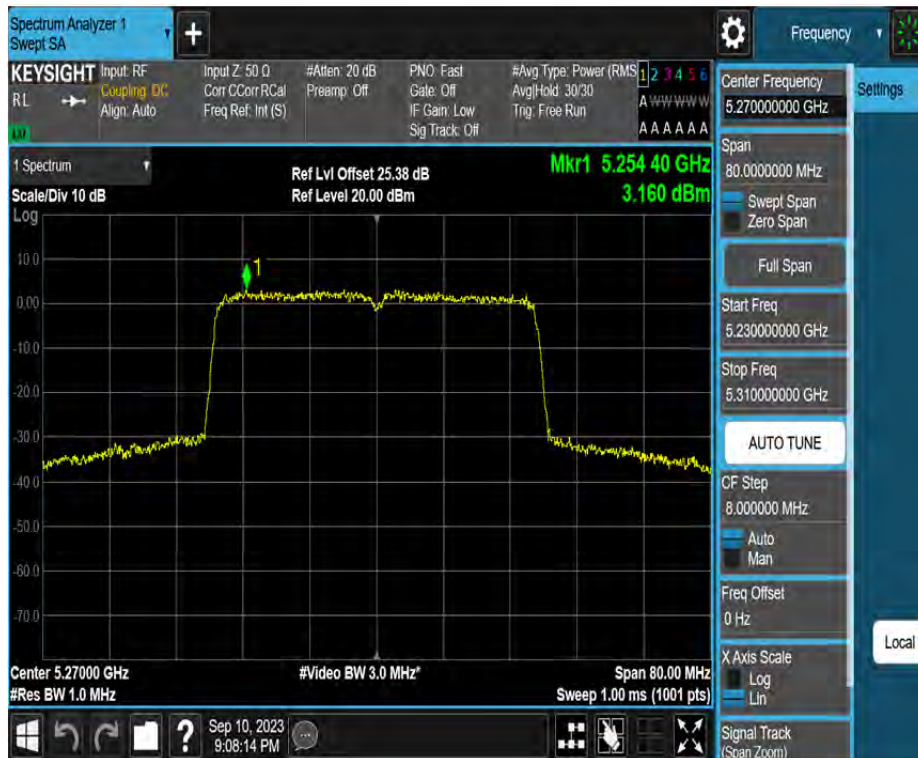 Spectrum Analyzer 1
Swept SA
+
Frequency
KEYSIGHT
RL
Input: RF
Coupling: DC
Align: Auto
Input Z: 50 Ω
Corr CCorr RCal
Freq Ref: Int (S)
#Atten: 20 dB
Preamp: Off
PNO: Fast
Gate: Off
IF Gain: Low
Sig Track: Off
#Avg Type: Power (RMS
Avg|Hold: 30/30
Trig: Free Run
1 2 3 4 5 6
A W W W W W
A A A A A A
1 Spectrum
Scale/Div 10 dB
Log
Ref Lvl Offset 25.38 dB
Ref Level 20.00 dBm
Mkr1 5.254 40 GHz
3.160 dBm
10.0
0.00
-10.0
-20.0
-30.0
-40.0
-50.0
-60.0
-70.0
1
Center 5.27000 GHz
#Res BW 1.0 MHz
#Video BW 3.0 MHz*
Span 80.00 MHz
Sweep 1.00 ms (1001 pts)
?
Sep 10, 2023
9:08:14 PM
Center Frequency
5.270000000 GHz
Span
80.0000000 MHz
Swept Span
Zero Span
Full Span
Start Freq
5.230000000 GHz
Stop Freq
5.310000000 GHz
AUTO TUNE
CF Step
8.000000 MHz
Auto
Man
Freq Offset
0 Hz
X Axis Scale
Log
Lin
Signal Track
(Span Zoom)
Settings
Local